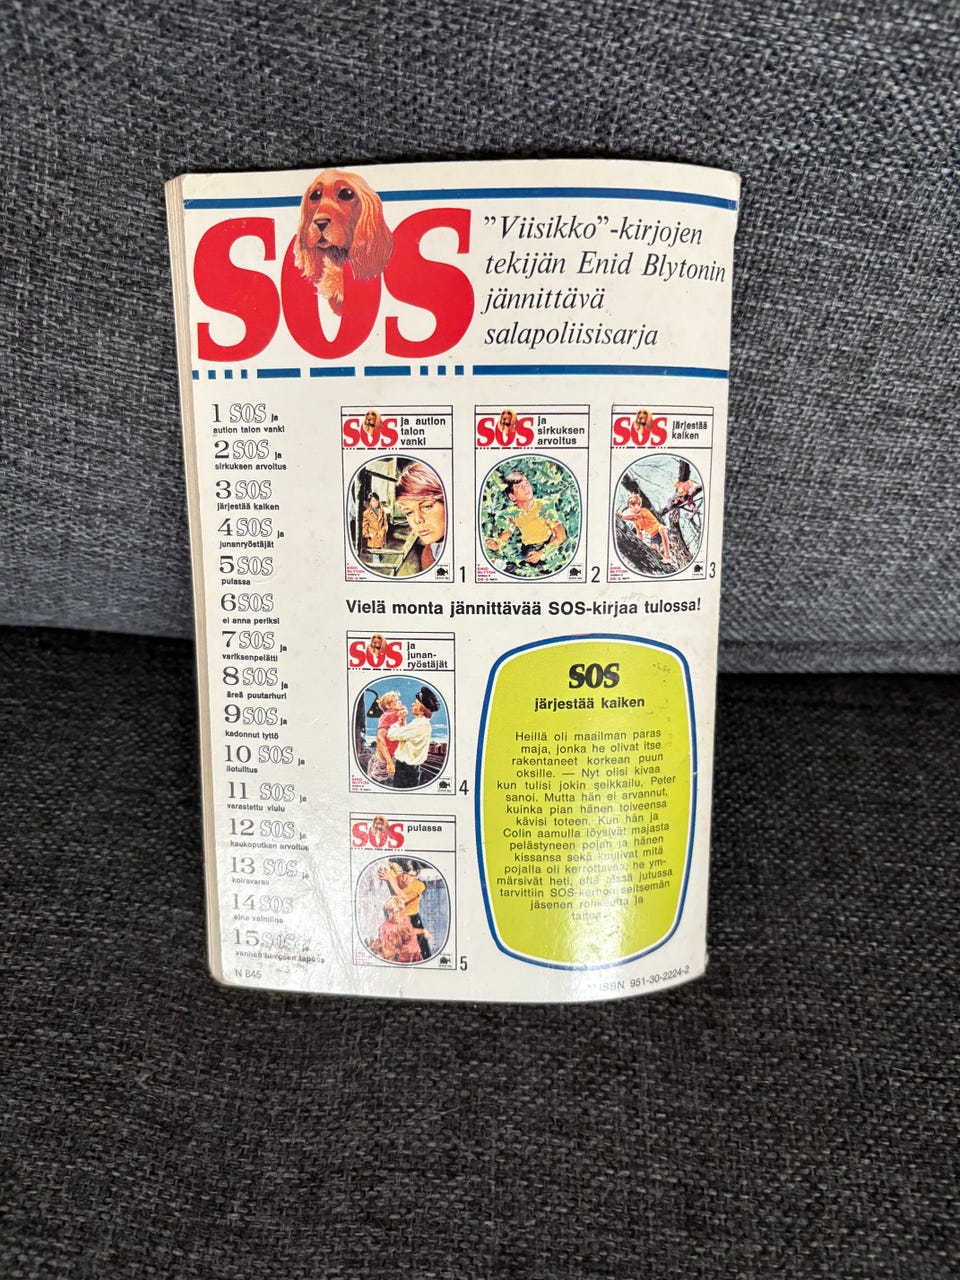 SOS
”Viisikko”-kirjojen
tekijän Enid Blytonin
jännittävä
salapoliisisarja
1 SOS ja
aution talon vanki
2 SOS ja
sirkuksen arvoitus
3 SOS
järjestää kaiken
4 SOS ja
junanryöstäjät
5 SOS
pulassa
6 SOS
ei anna periksi
7 SOS ja
variksenpelätti
8 SOS ja
äreä puutarhuri
9 SOS ja
kadonnut tyttö
10 SOS ja
ilotulitus
11 SOS ja
varastettu viulu
12 SOS ja
kaukoputken arvoitus
13 SOS ja
koiravaras
14 SOS
aina valmiina
15 SOS ja
vanhan hevosen tapaus
N 845
SOS ja aution
talon
vanki
1
SOS ja
sirkuksen
arvoitus
2
SOS järjestää
kaiken
3
Vielä monta jännittävää SOS-kirjaa tulossa!
SOS ja
junan-
ryöstäjät
4
SOS pulassa
5
SOS
järjestää kaiken
Heillä oli maailman paras
maja, jonka he olivat itse
rakentaneet korkean puun
oksille. — Nyt olisi kivaa
kun tulisi jokin seikkailu, Peter
sanoi. Mutta hän ei arvannut,
kuinka pian hänen toiveensa
kävisi toteen. Kun hän ja
Colin aamulla löysivät majasta
pelästyneen pojan ja hänen
kissansa sekä kuulivat mitä
pojalla oli kerrottavaa, he ym-
märsivät heti, että tässä jutussa
tarvittiin SOS-kerhon seitsemän
jäsenen rohkeutta ja
taitoa.
ISBN 951-30-2224-2